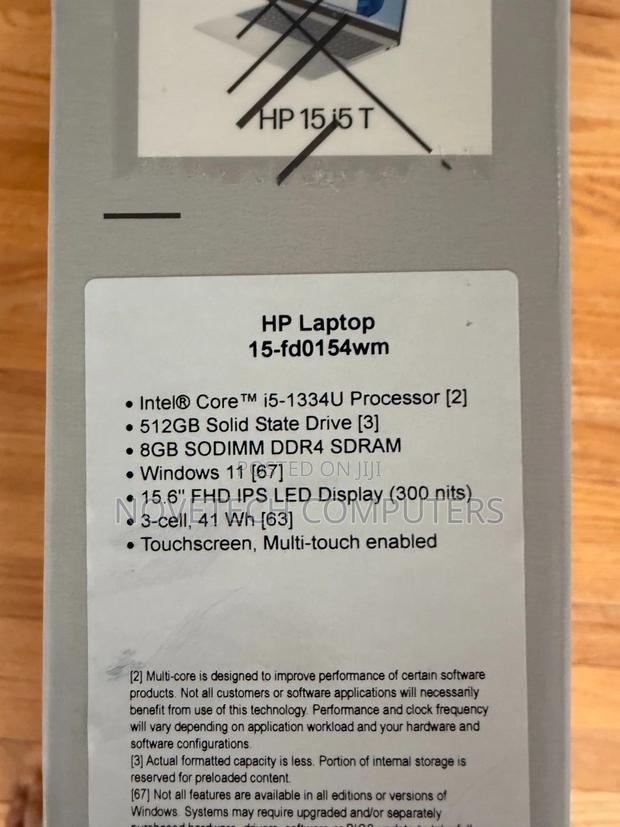 HP 15 i5 T
HP Laptop
15-fd0154wm
• Intel® Core™ i5-1334U Processor [2]
• 512GB Solid State Drive [3]
• 8GB SODIMM DDR4 SDRAM
• Windows 11 [67]
POSTED ON JIJI
• 15.6" FHD IPS LED Display (300 nits)
NOVETECH COMPUTERS
• 3-cell, 41 Wh [63]
• Touchscreen, Multi-touch enabled
[2] Multi-core is designed to improve performance of certain software
products. Not all customers or software applications will necessarily
benefit from use of this technology. Performance and clock frequency
will vary depending on application workload and your hardware and
software configurations.
[3] Actual formatted capacity is less. Portion of internal storage is
reserved for preloaded content.
[67] Not all features are available in all editions or versions of
Windows. Systems may require upgraded and/or separately